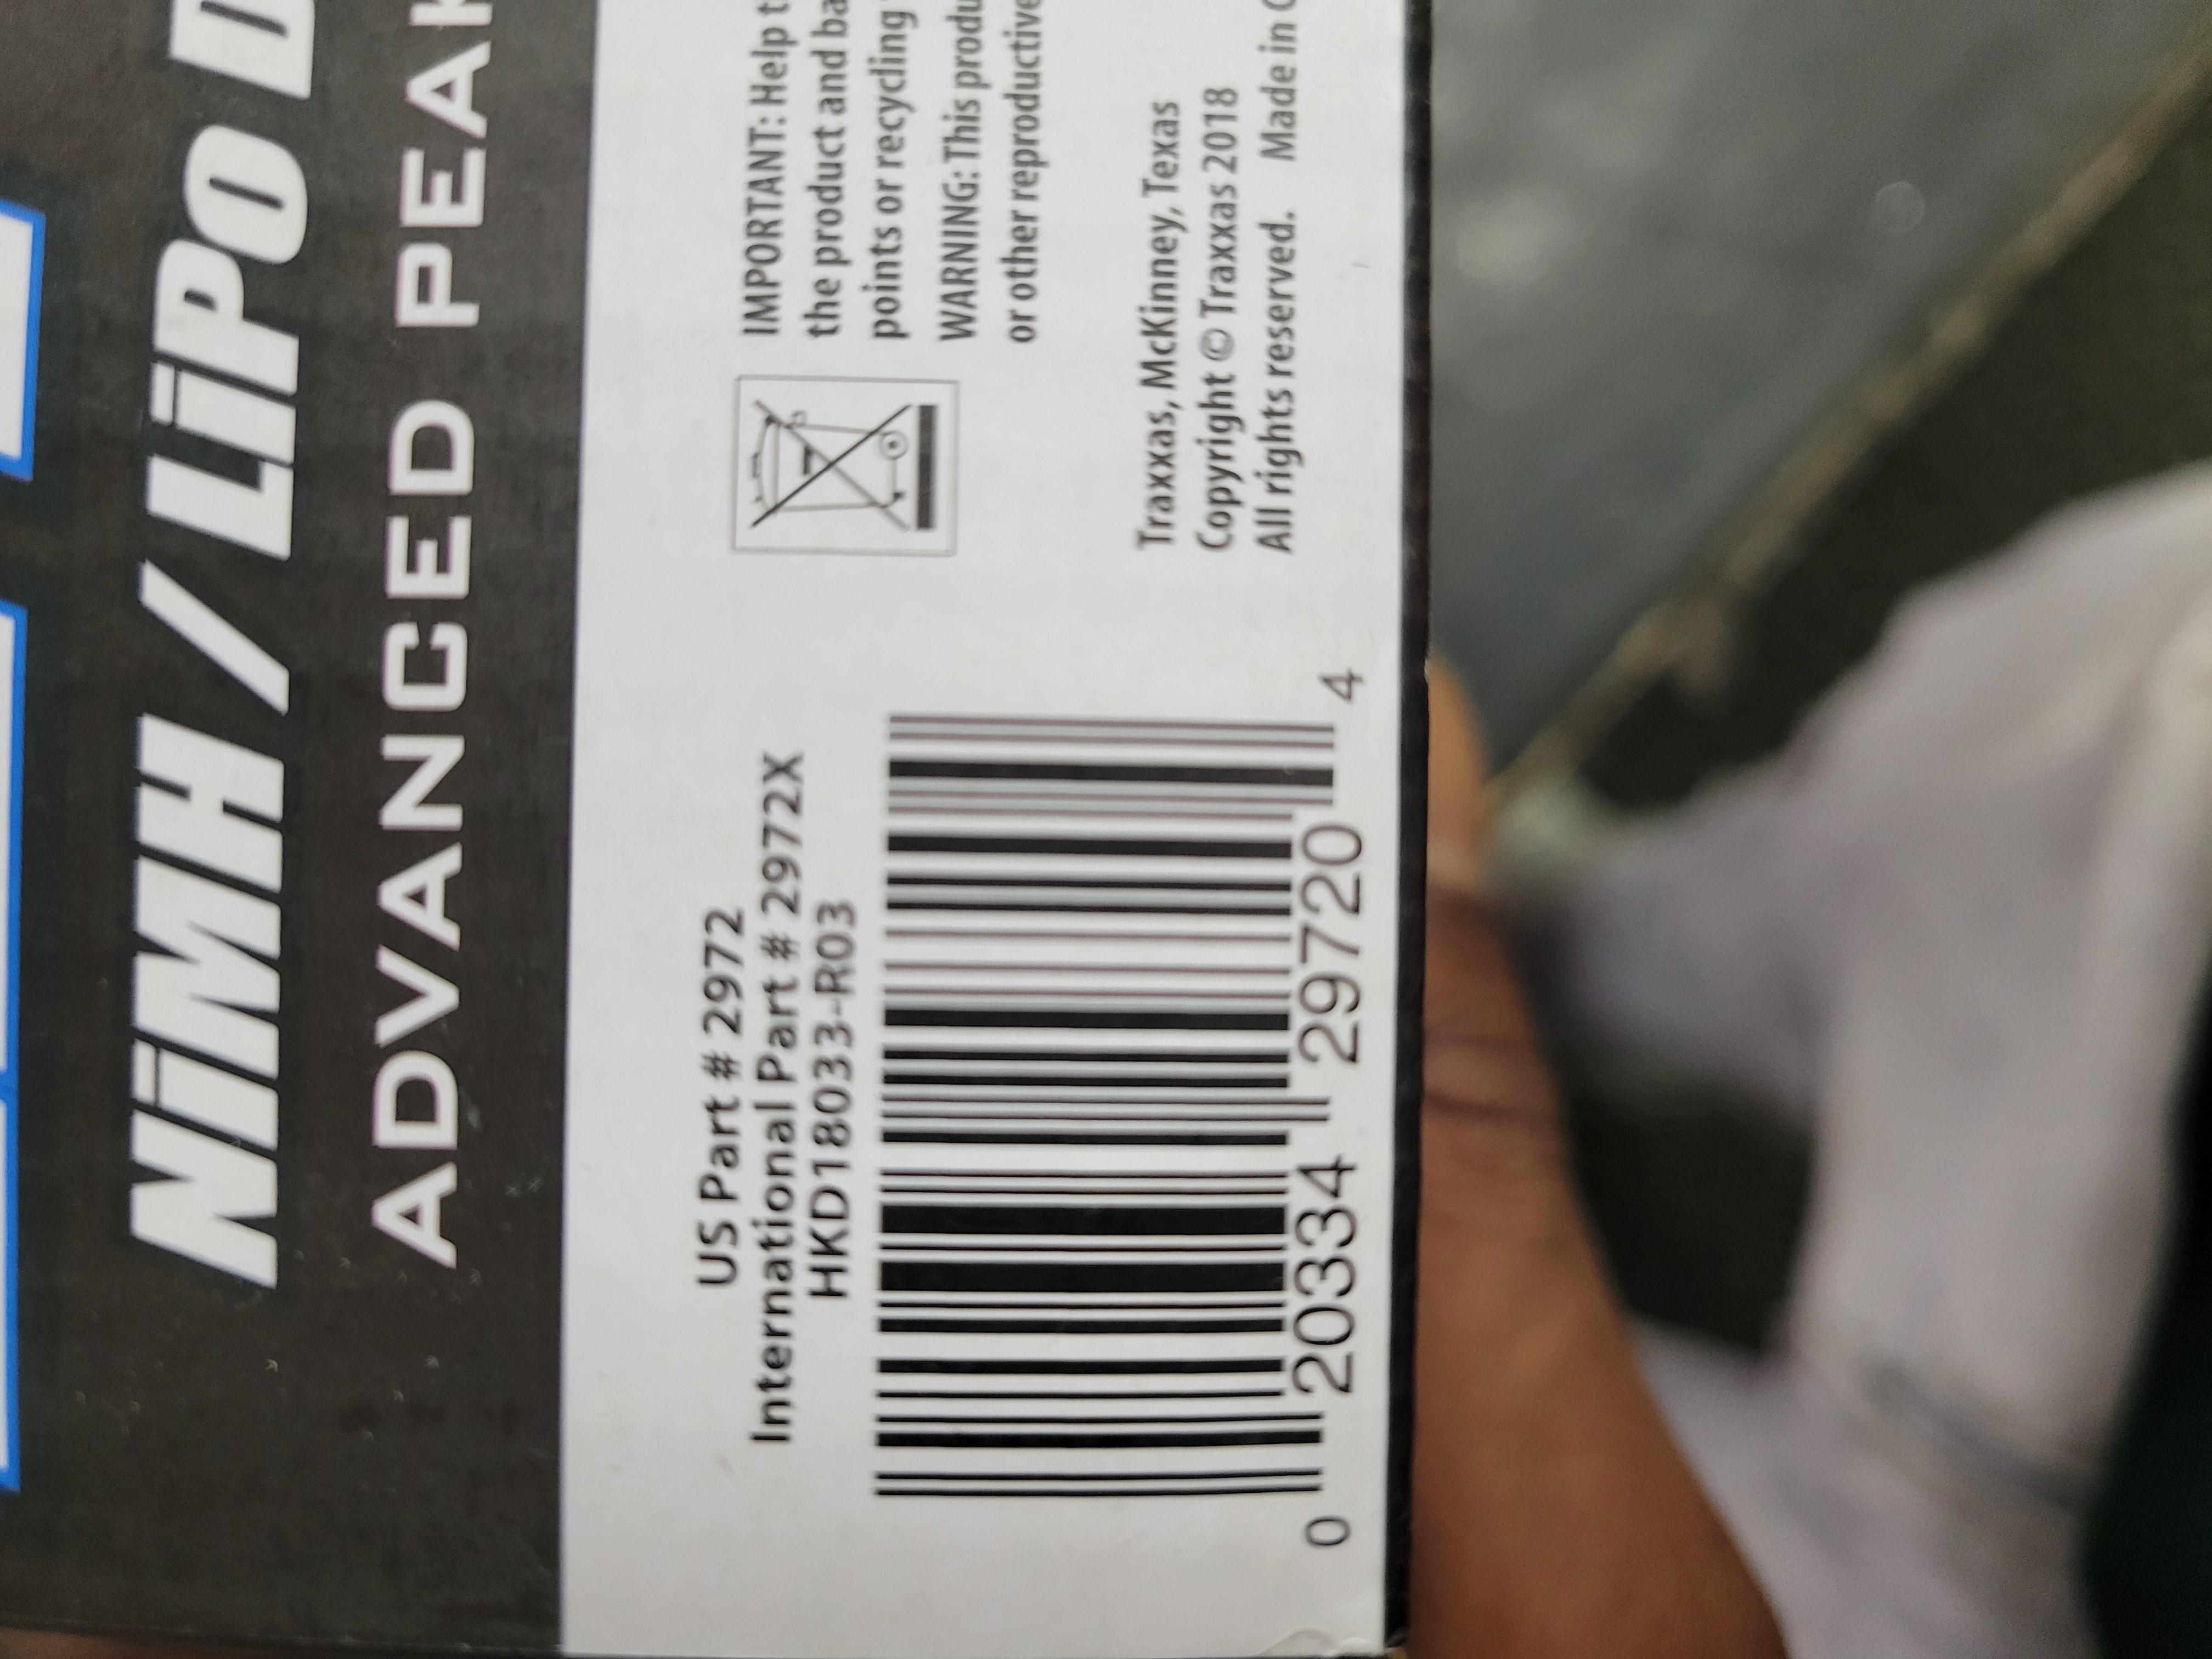 NiMH / LiPo D
ADVANCED PEAK
US Part # 2972
International Part # 2972X
HKD18033-R03
0 20334 29720 4
IMPORTANT: Help t
the product and ba
points or recycling
WARNING: This produ
or other reproductive
Traxxas, McKinney, Texas
Copyright © Traxxas 2018
All rights reserved. Made in C